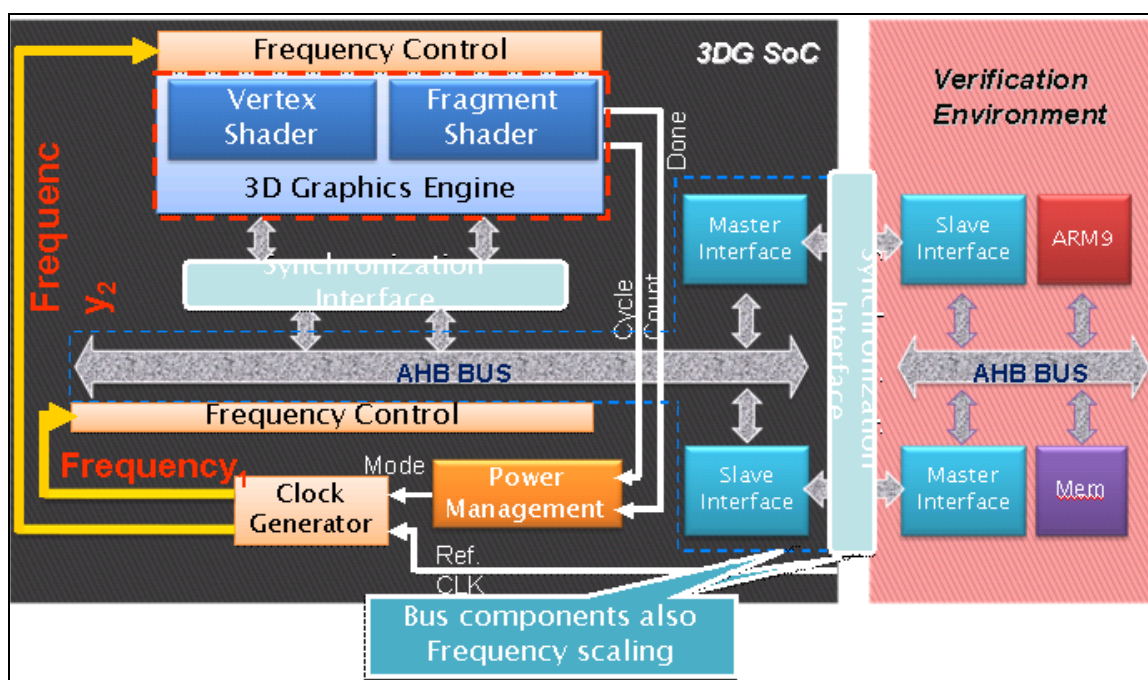 Frequency Control
3DG SoC
Verification
Environment
Vertex
Shader
Fragment
Shader
3D Graphics Engine
Done
Frequenc
y2
Master
Interface
Slave
Interface
ARM9
Synchronization
Interface
Synchronization
Interface
Cycle
Count
AHB BUS
AHB BUS
Frequency Control
Frequency1
Mode
Power
Management
Clock
Generator
Slave
Interface
Master
Interface
Mem
Ref.
CLK
Bus components also
Frequency scaling